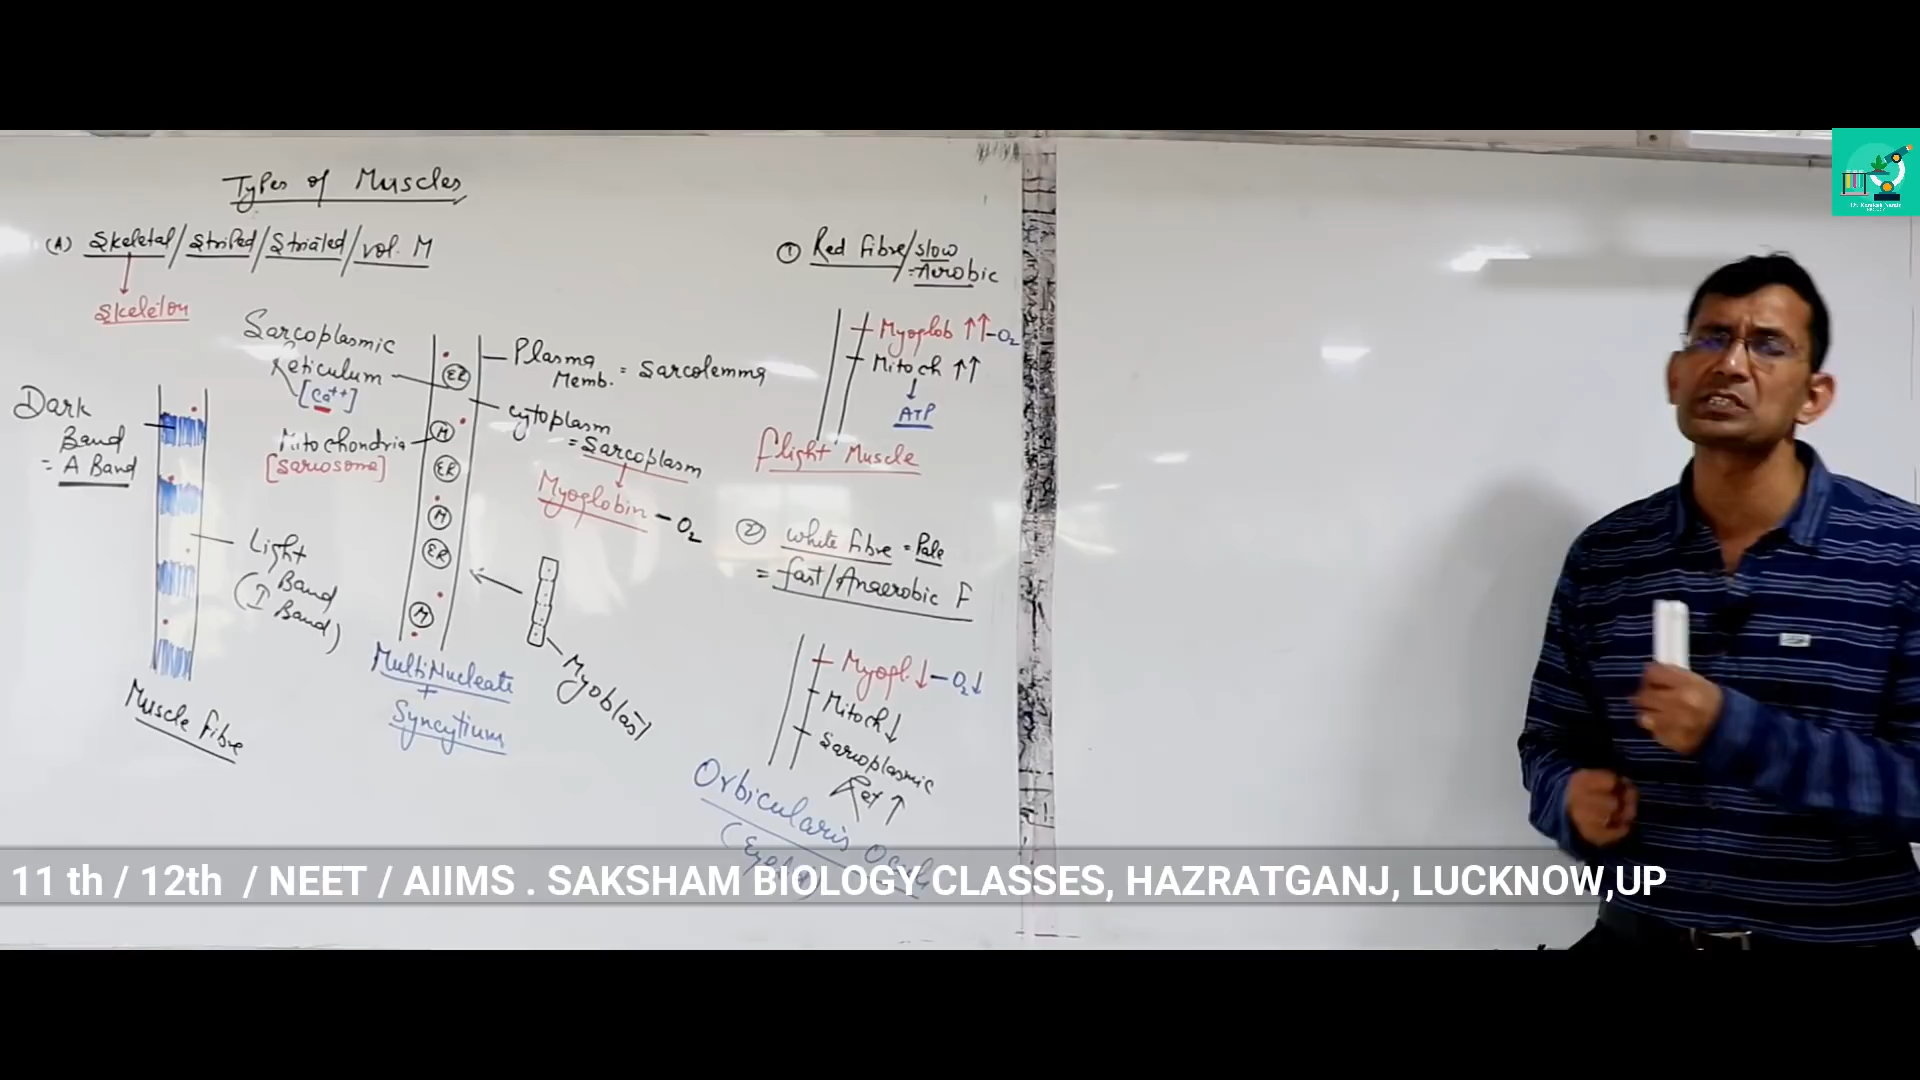 Types of Muscles
(A) Skeletal/Striped/Striated/vol. M
Skeleton
Sarcoplasmic
Reticulum
[Ca++]
Mitochondria
[Sarcosome]
Dark
Band
= A Band
Light
Band
(I Band)
Muscle fibre
ER
M
ER
M
ER
M
Plasma
Memb. = Sarcolemma
Cytoplasm
= Sarcoplasm
Myoglobin - O2
MultiNucleate
+
Syncytium
Myoblast
① Red fibre/slow
= Aerobic
Myoglob ↑↑-O2
Mitoch ↑↑
ATP
flight Muscle
② white fibre = Pale
= fast/Anaerobic F
Myogl. ↓ - O2↓
Mitoch ↓
Sarcoplasmic
Ret ↑
Orbicularis
11 th / 12th / NEET / AIIMS . SAKSHAM BIOLOGY CLASSES, HAZRATGANJ, LUCKNOW,UP